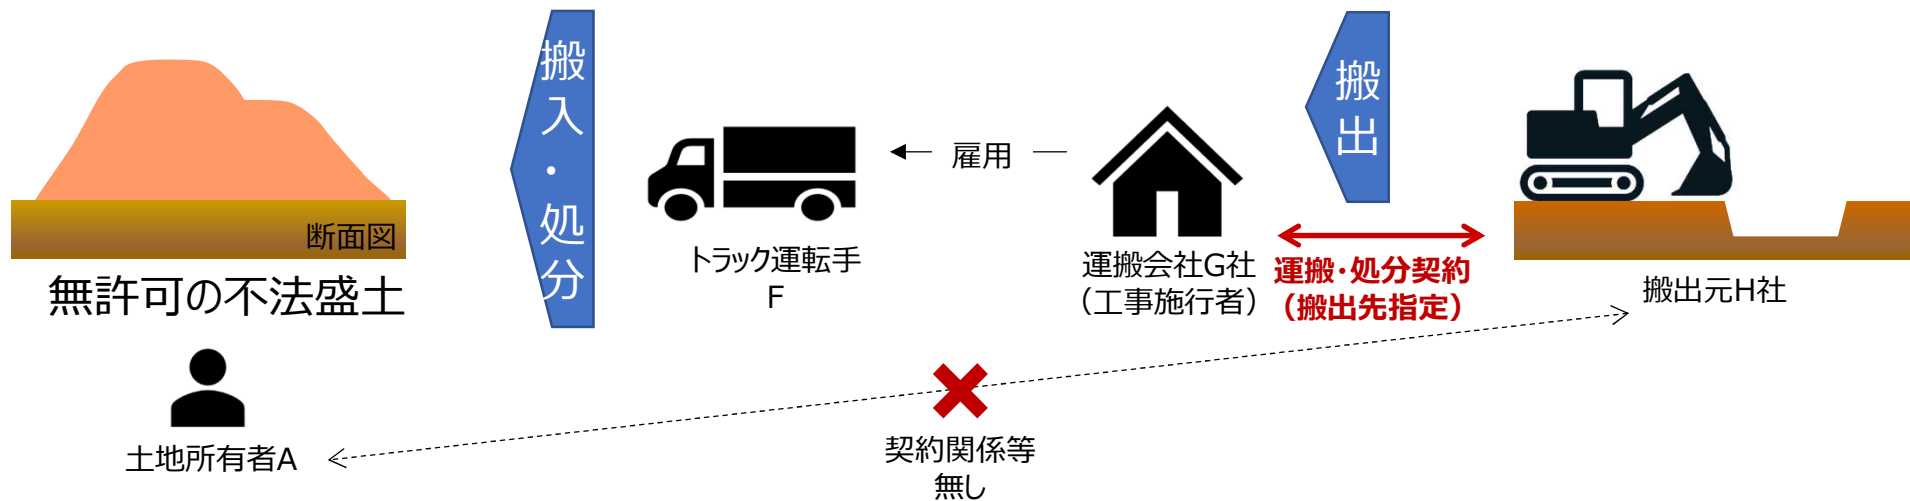 搬入・処分
搬出
雇用
断面図
無許可の不法盛土
トラック運転手
F
運搬会社G社
（工事施行者）
運搬・処分契約
（搬出先指定）
搬出元H社
土地所有者A
契約関係等
無し